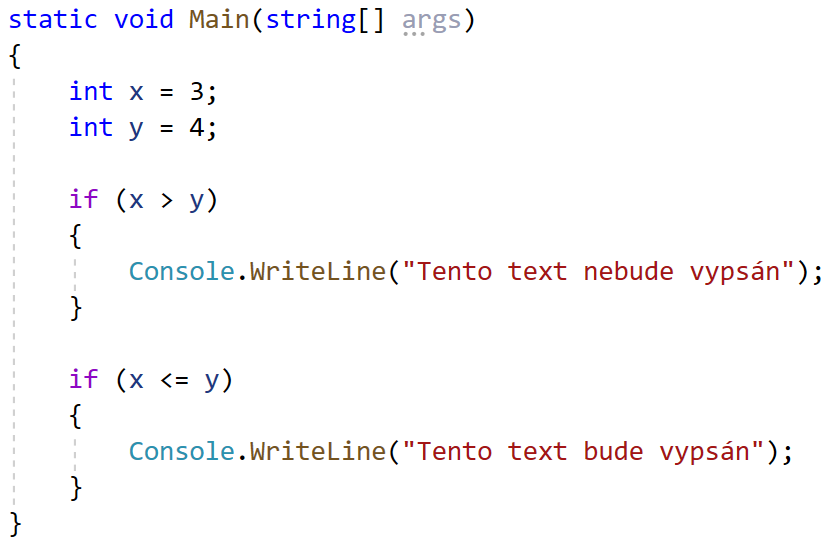 static void Main(string[] args)
{
    int x = 3;
    int y = 4;

    if (x > y)
    {
        Console.WriteLine("Tento text nebude vypsán");
    }

    if (x <= y)
    {
        Console.WriteLine("Tento text bude vypsán");
    }
}